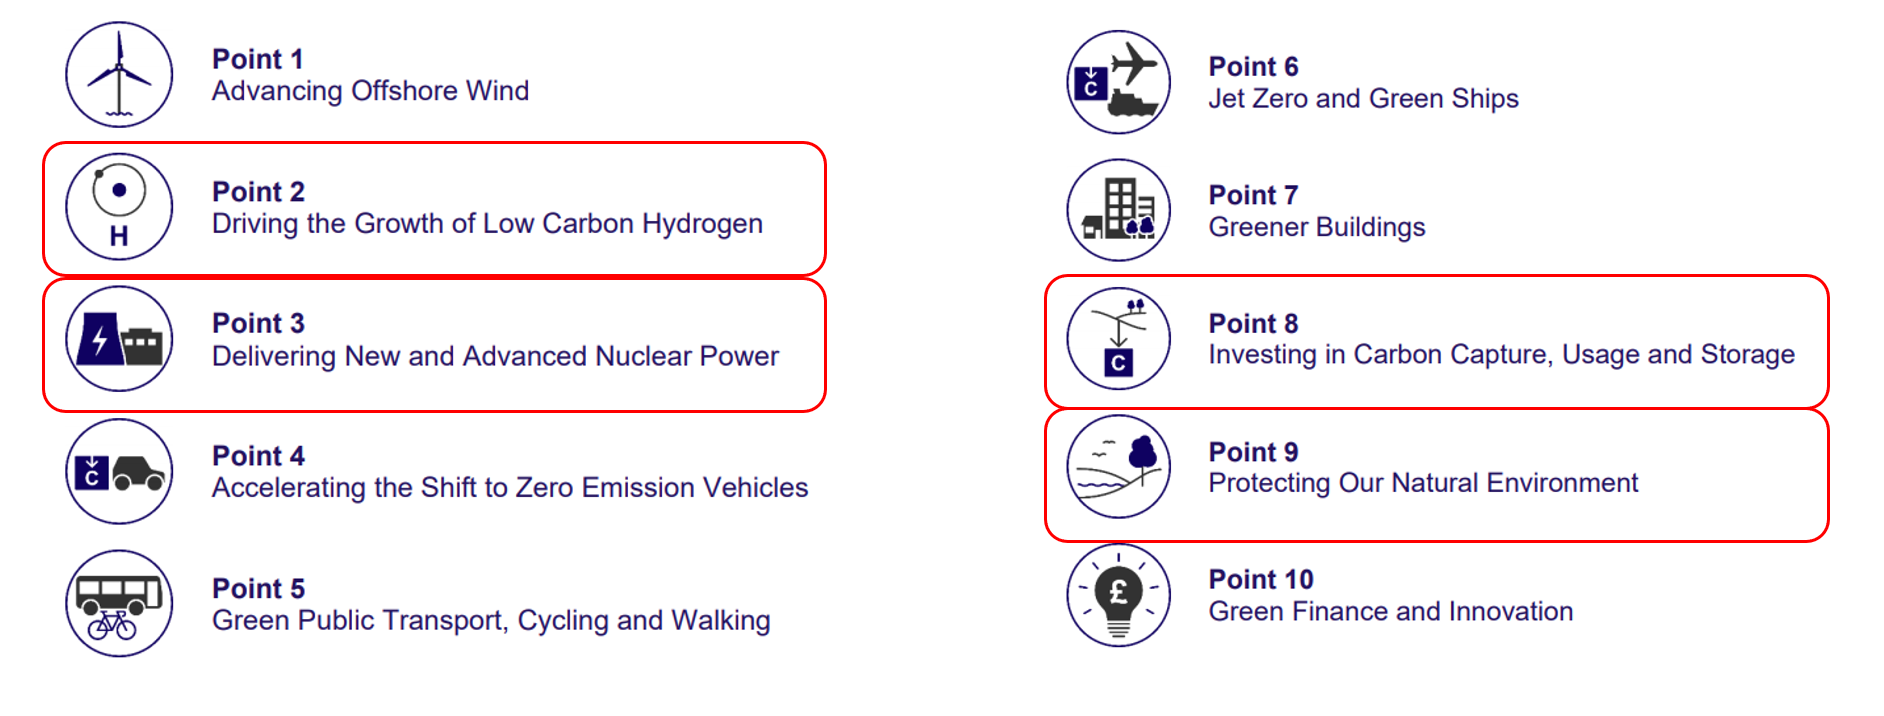 Point 1
Advancing Offshore Wind
H
Point 2
Driving the Growth of Low Carbon Hydrogen
Point 3
Delivering New and Advanced Nuclear Power
C
Point 4
Accelerating the Shift to Zero Emission Vehicles
Point 5
Green Public Transport, Cycling and Walking
C
Point 6
Jet Zero and Green Ships
Point 7
Greener Buildings
C
Point 8
Investing in Carbon Capture, Usage and Storage
Point 9
Protecting Our Natural Environment
£
Point 10
Green Finance and Innovation